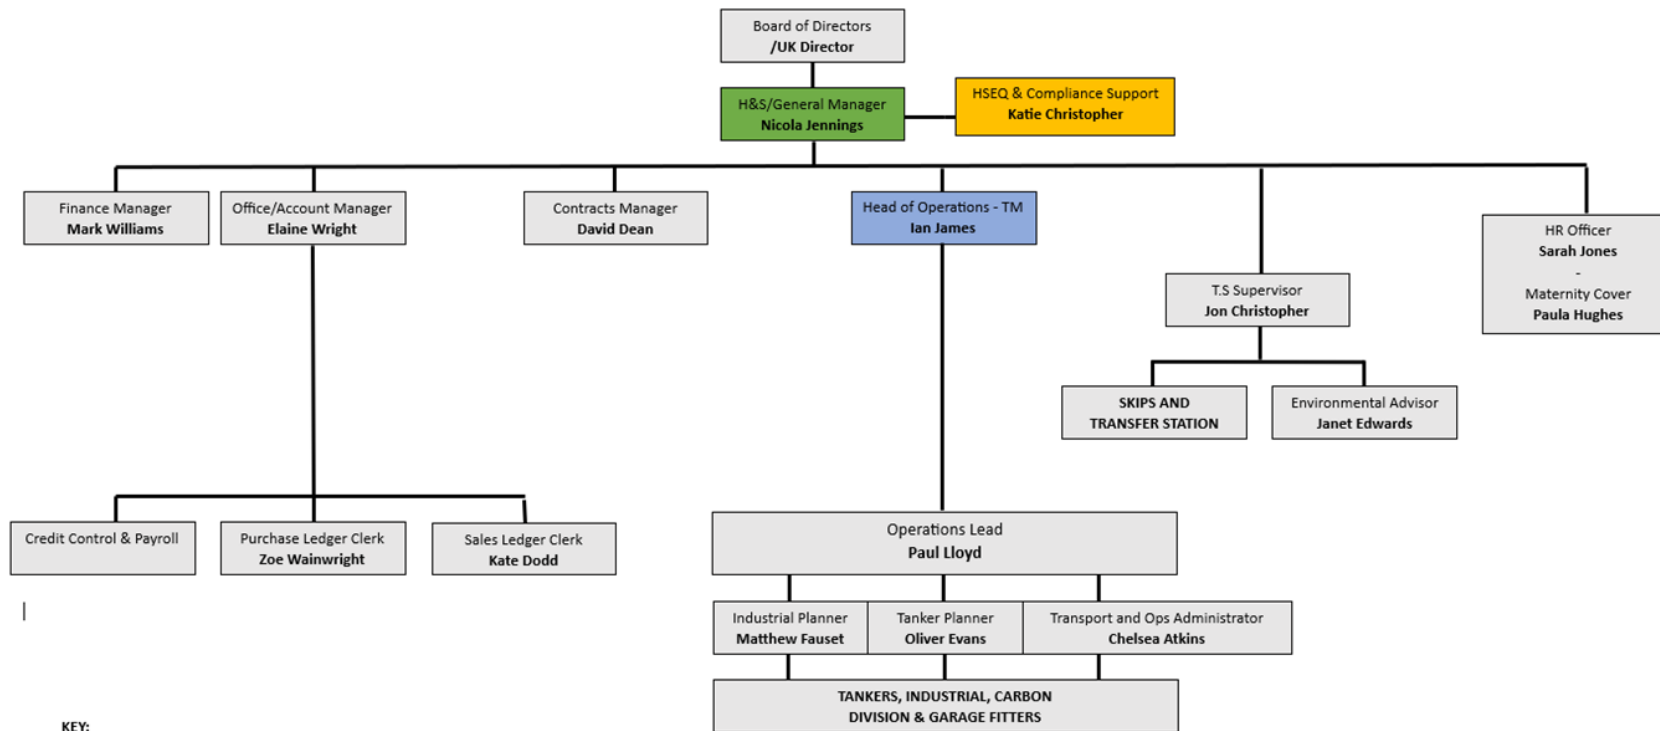 Board of Directors
/UK Director
H&S/General Manager
Nicola Jennings
HSEQ & Compliance Support
Katie Christopher
Finance Manager
Mark Williams
Office/Account Manager
Elaine Wright
Contracts Manager
David Dean
Head of Operations - TM
Ian James
HR Officer
Sarah Jones
-
Maternity Cover
Paula Hughes
T.S Supervisor
Jon Christopher
SKIPS AND
TRANSFER STATION
Environmental Advisor
Janet Edwards
Credit Control & Payroll
Purchase Ledger Clerk
Zoe Wainwright
Sales Ledger Clerk
Kate Dodd
Operations Lead
Paul Lloyd
Industrial Planner
Matthew Fauset
Tanker Planner
Oliver Evans
Transport and Ops Administrator
Chelsea Atkins
TANKERS, INDUSTRIAL, CARBON
DIVISION & GARAGE FITTERS
KEY: